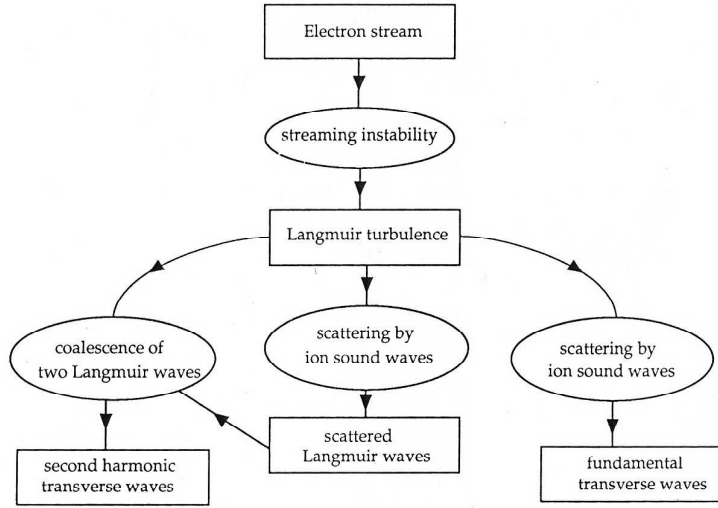 Electron stream
streaming instability
Langmuir turbulence
coalescence of
two Langmuir waves
scattering by
ion sound waves
scattering by
ion sound waves
second harmonic
transverse waves
scattered
Langmuir waves
fundamental
transverse waves